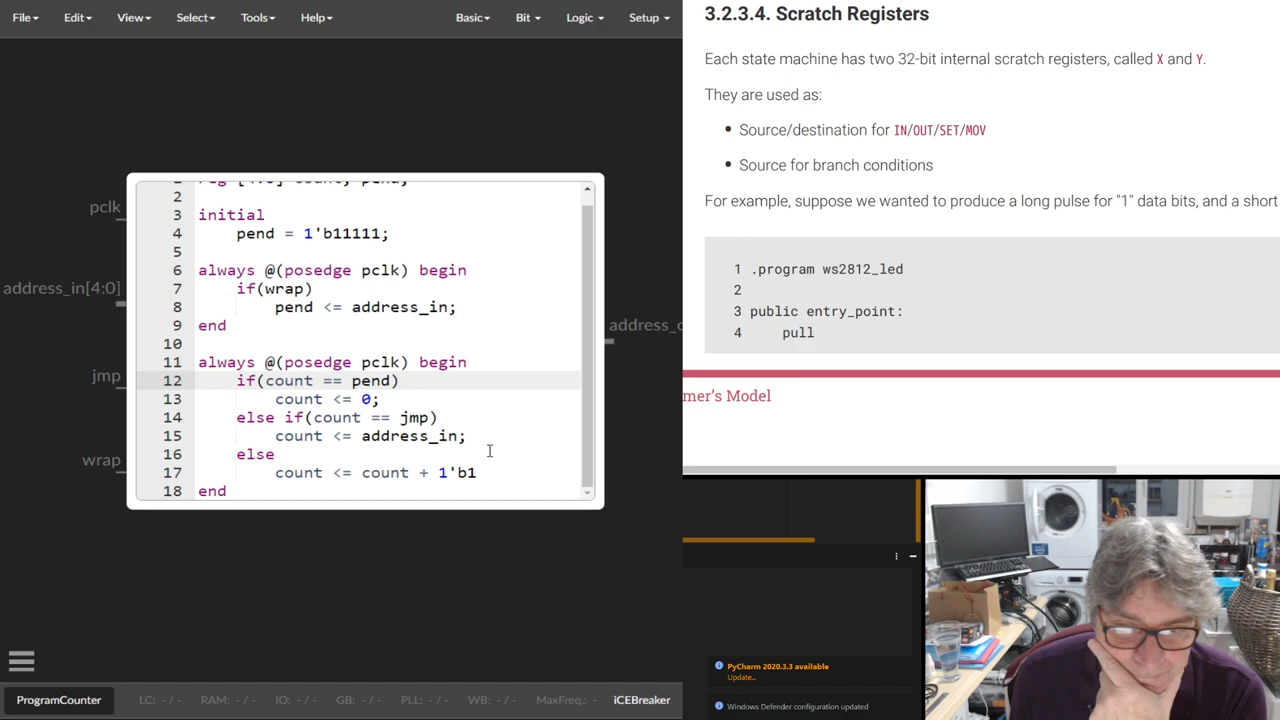 File Edit View Select Tools Help Basic Bit Logic Setup
pclk
address_in[4:0]
jmp
wrap
1 reg [4:0] count, pend;
2
3 initial
4 pend = 1'b11111;
5
6 always @(posedge pclk) begin
7 if(wrap)
8 pend <= address_in;
9 end
10
11 always @(posedge pclk) begin
12 if(count == pend)
13 count <= 0;
14 else if(count == jmp)
15 count <= address_in;
16 else
17 count <= count + 1'b1
18 end
address_o
ProgramCounter LC: - / - RAM: - / - IO: - / - GB: - / - PLL: - / - WB: - / - MaxFreq.: - iCEBreaker
3.2.3.4. Scratch Registers
Each state machine has two 32-bit internal scratch registers, called X and Y.
They are used as:
• Source/destination for IN/OUT/SET/MOV
• Source for branch conditions
For example, suppose we wanted to produce a long pulse for "1" data bits, and a short
1 .program ws2812_led
2
3 public entry_point:
4 pull
mer's Model
PyCharm 2020.3.3 available
Update...
Windows Defender configuration updated